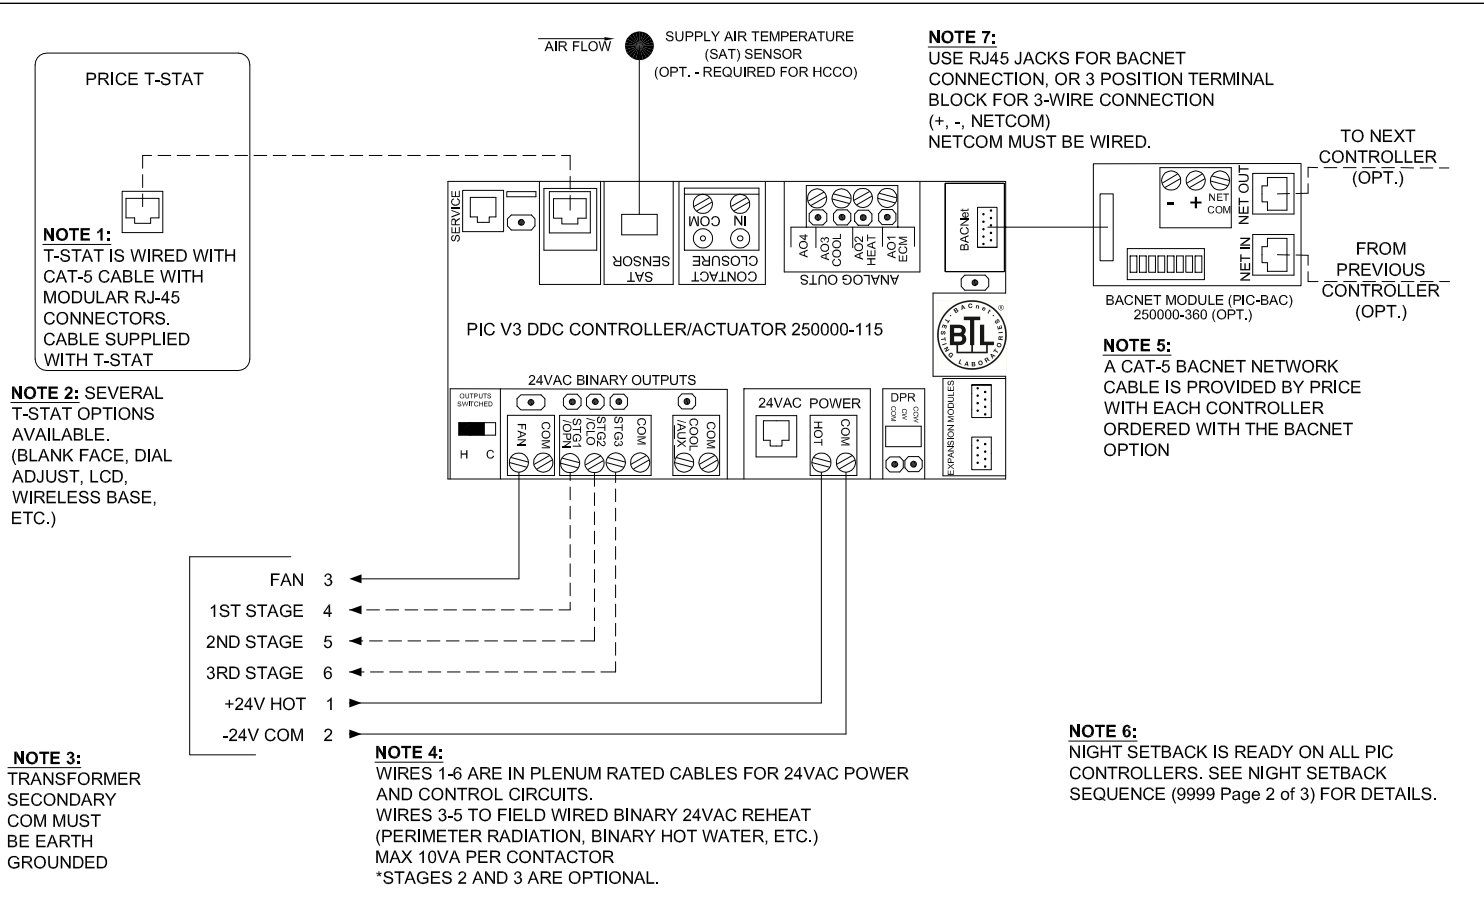 AIR FLOW
SUPPLY AIR TEMPERATURE
(SAT) SENSOR
(OPT. - REQUIRED FOR HCCO)
NOTE 7:
USE RJ45 JACKS FOR BACNET
CONNECTION, OR 3 POSITION TERMINAL
BLOCK FOR 3-WIRE CONNECTION
(+, -, NETCOM)
NETCOM MUST BE WIRED.
PRICE T-STAT
NOTE 1:
T-STAT IS WIRED WITH
CAT-5 CABLE WITH
MODULAR RJ-45
CONNECTORS.
CABLE SUPPLIED
WITH T-STAT
NOTE 2: SEVERAL
T-STAT OPTIONS
AVAILABLE.
(BLANK FACE, DIAL
ADJUST, LCD,
WIRELESS BASE,
ETC.)
SERVICE
SAT
SENSOR
COM
IN
CONTACT
CLOSURE
AO4
AO3
COOL
AO2
HEAT
AO1
ECM
ANALOG OUTS
BACNet
- +
NET
COM
NET OUT
NET IN
TO NEXT
CONTROLLER
(OPT.)
FROM
PREVIOUS
CONTROLLER
(OPT.)
BACNET MODULE (PIC-BAC)
250000-360 (OPT.)
NOTE 5:
A CAT-5 BACNET NETWORK
CABLE IS PROVIDED BY PRICE
WITH EACH CONTROLLER
ORDERED WITH THE BACNET
OPTION
PIC V3 DDC CONTROLLER/ACTUATOR 250000-115
BACnet
TESTING LABORATORIES
BTL
®
24VAC BINARY OUTPUTS
OUTPUTS
SWITCHED
H C
FAN
COM
STG1
/OPN
STG2
/CLO
STG3
COM
COOL
/AUX
COM
24VAC POWER
HOT
COM
DPR
COM
CW
CCW
EXPANSION MODULES
FAN 3
1ST STAGE 4
2ND STAGE 5
3RD STAGE 6
+24V HOT 1
-24V COM 2
NOTE 3:
TRANSFORMER
SECONDARY
COM MUST
BE EARTH
GROUNDED
NOTE 4:
WIRES 1-6 ARE IN PLENUM RATED CABLES FOR 24VAC POWER
AND CONTROL CIRCUITS.
WIRES 3-5 TO FIELD WIRED BINARY 24VAC REHEAT
(PERIMETER RADIATION, BINARY HOT WATER, ETC.)
MAX 10VA PER CONTACTOR
*STAGES 2 AND 3 ARE OPTIONAL.
NOTE 6:
NIGHT SETBACK IS READY ON ALL PIC
CONTROLLERS. SEE NIGHT SETBACK
SEQUENCE (9999 Page 2 of 3) FOR DETAILS.